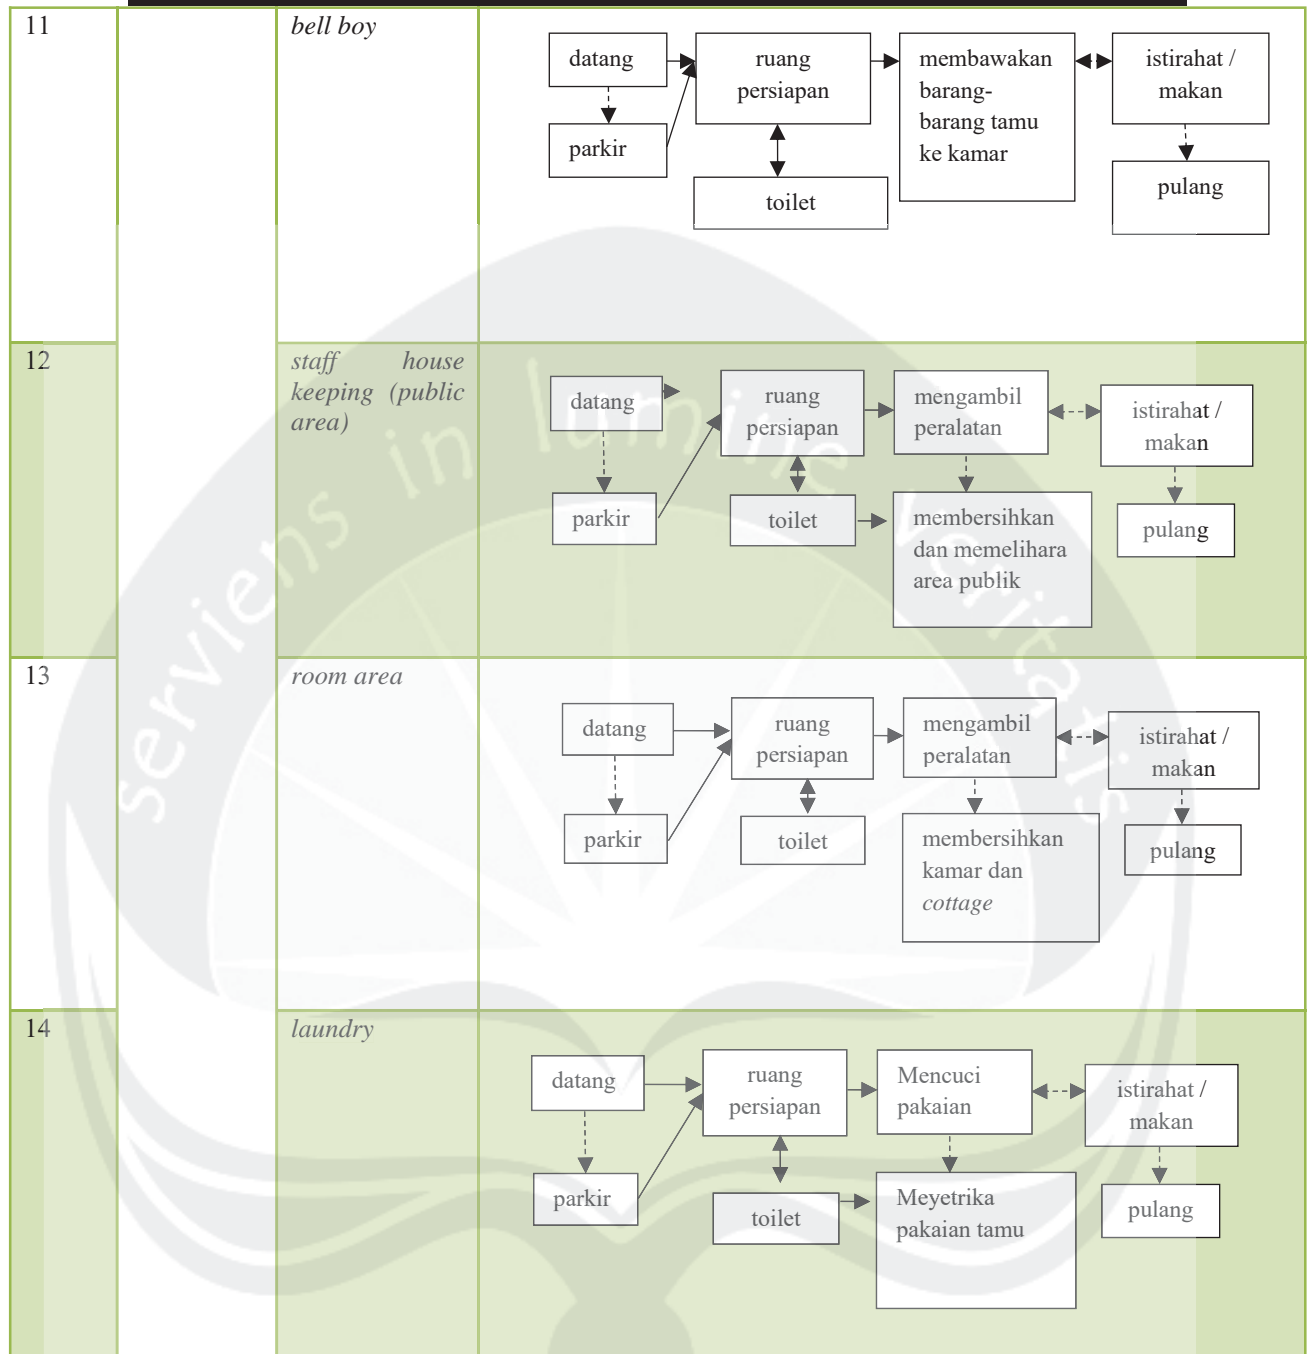 11
bell boy
datang
ruang
persiapan
membawakan
barang-
barang tamu
ke kamar
istirahat /
makan
parkir
toilet
pulang
12
staff house
keeping (public
area)
datang
ruang
persiapan
mengambil
peralatan
istirahat /
makan
parkir
toilet
membersihkan
dan memelihara
area publik
pulang
13
room area
datang
ruang
persiapan
mengambil
peralatan
istirahat /
makan
parkir
toilet
membersihkan
kamar dan
cottage
pulang
14
laundry
datang
ruang
persiapan
Mencuci
pakaian
istirahat /
makan
parkir
toilet
Meyetrika
pakaian tamu
pulang
serviens in lumine veritatis